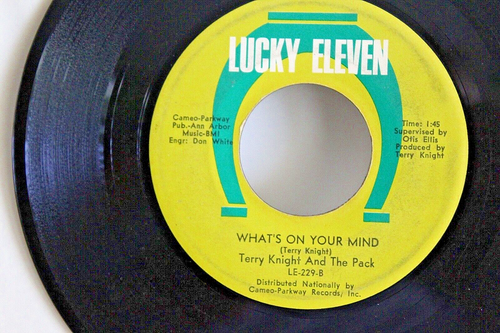 LUCKY ELEVEN
Cameo-Parkway
Pub.-Ann Arbor
Music-BMI
Engr: Don White
Time: 1:45
Supervised by
Otis Ellis
Produced by
Terry Knight
WHAT'S ON YOUR MIND
(Terry Knight)
Terry Knight And The Pack
LE-229-B
Distributed Nationally by
Cameo-Parkway Records, Inc.